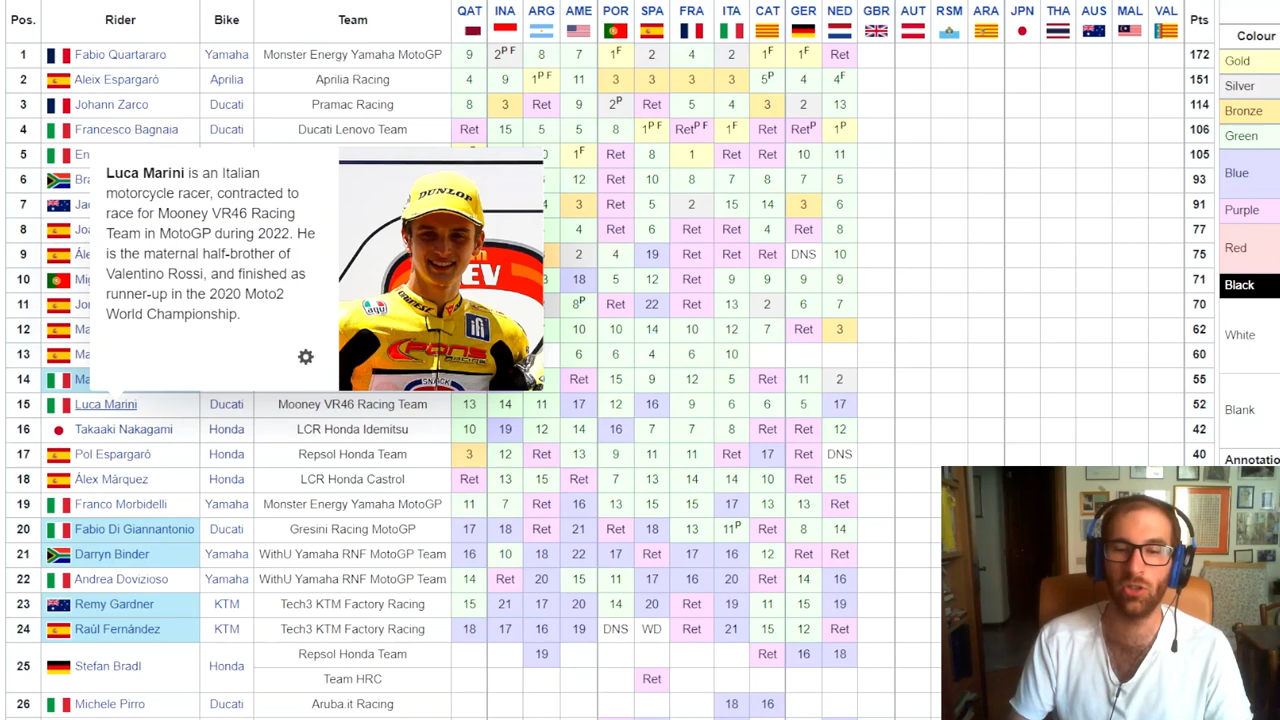 Pos. Rider Bike Team QAT INA ARG AME POR SPA FRA ITA CAT GER NED GBR AUT RSM ARA JPN THA AUS MAL VAL Pts
Colour
1 Fabio Quartararo Yamaha Monster Energy Yamaha MotoGP 9 2P F 8 7 1F 2 4 2 1F 1F Ret 172
Gold
2 Aleix Espargaró Aprilia Aprilia Racing 4 9 1P F 11 3 3 3 3 5P 4 4F 151
Silver
3 Johann Zarco Ducati Pramac Racing 8 3 Ret 9 2P Ret 5 4 3 2 13 114
Bronze
4 Francesco Bagnaia Ducati Ducati Lenovo Team Ret 15 5 5 8 1P F RetP F 1F Ret RetP 1P 106
Green
5 En 1F Ret 8 1 Ret Ret 10 11 105
6 Bra 12 Ret 10 8 7 8 7 5 93
Blue
7 Ja 3 Ret 5 2 15 14 3 6 91
Purple
8 Joa 4 Ret 6 Ret Ret Ret Ret 8 77
9 Ále 2 4 19 Ret Ret Ret DNS 10 75
Red
10 Mig 18 5 12 Ret 9 9 9 9 71
Black
11 Jor 8P Ret 22 Ret 13 2 6 7 70
12 Ma 10 10 14 10 12 7 Ret 3 62
White
13 Ma 6 6 4 6 10 60
14 Ma Ret 15 9 12 5 Ret 11 2 55
Luca Marini is an Italian
motorcycle racer, contracted to
race for Mooney VR46 Racing
Team in MotoGP during 2022. He
is the maternal half-brother of
Valentino Rossi, and finished as
runner-up in the 2020 Moto2
World Championship.
DUNLOP
EV
ifi
PONS
RACING
SNACK
15 Luca Marini Ducati Mooney VR46 Racing Team 13 14 11 17 12 16 9 6 6 5 17 52
Blank
16 Takaaki Nakagami Honda LCR Honda Idemitsu 10 19 12 14 16 7 7 8 Ret Ret 12 42
17 Pol Espargaró Honda Repsol Honda Team 3 12 Ret 13 9 11 11 Ret 17 Ret DNS 40
Annotatio
18 Álex Márquez Honda LCR Honda Castrol Ret 13 15 Ret 7 13 14 14 10 Ret 15
19 Franco Morbidelli Yamaha Monster Energy Yamaha MotoGP 11 7 Ret 16 13 15 15 17 13 13 Ret
20 Fabio Di Giannantonio Ducati Gresini Racing MotoGP 17 18 Ret 21 Ret 18 13 11P Ret 8 14
21 Darryn Binder Yamaha WithU Yamaha RNF MotoGP Team 16 10 18 22 17 Ret 17 16 12 Ret Ret
22 Andrea Dovizioso Yamaha WithU Yamaha RNF MotoGP Team 14 Ret 20 15 11 17 16 20 Ret 14 16
23 Remy Gardner KTM Tech3 KTM Factory Racing 15 21 17 20 14 20 Ret 19 11 15 19
24 Raúl Fernández KTM Tech3 KTM Factory Racing 18 17 16 19 DNS WD Ret 21 15 12 Ret
25 Stefan Bradl Honda Repsol Honda Team 19 Ret 16 18
Team HRC Ret
26 Michele Pirro Ducati Aruba.it Racing 18 16